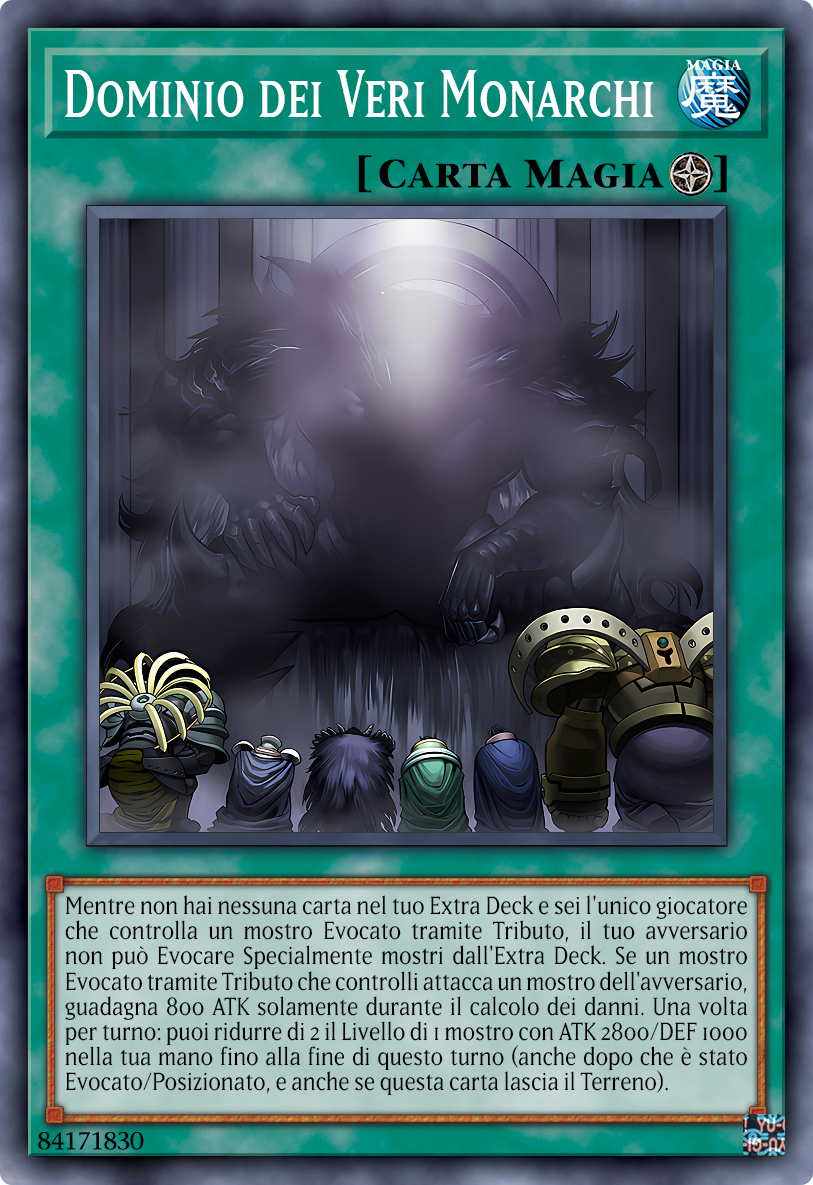 Dominio dei Veri Monarchi
MAGIA
魔
[Carta Magia]
Mentre non hai nessuna carta nel tuo Extra Deck e sei l'unico giocatore
che controlla un mostro Evocato tramite Tributo, il tuo avversario
non può Evocare Specialmente mostri dall'Extra Deck. Se un mostro
Evocato tramite Tributo che controlli attacca un mostro dell'avversario,
guadagna 800 ATK solamente durante il calcolo dei danni. Una volta
per turno: puoi ridurre di 2 il Livello di 1 mostro con ATK 2800/DEF 1000
nella tua mano fino alla fine di questo turno (anche dopo che è stato
Evocato/Posizionato, e anche se questa carta lascia il Terreno).
84171830